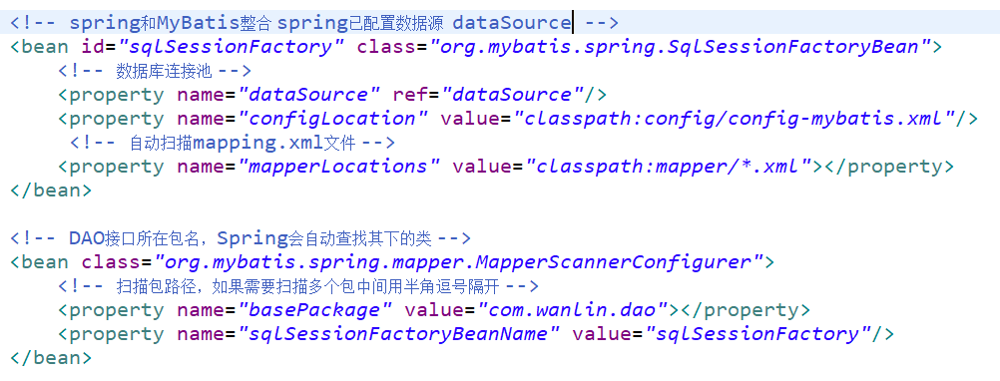 <!-- spring和MyBatis整合 spring已配置数据源 dataSource -->
<bean id="sqlSessionFactory" class="org.mybatis.spring.SqlSessionFactoryBean">
    <!-- 数据库连接池 -->
    <property name="dataSource" ref="dataSource"/>
    <property name="configLocation" value="classpath:config/config-mybatis.xml"/>
     <!-- 自动扫描mapping.xml文件 -->
    <property name="mapperLocations" value="classpath:mapper/*.xml"></property>
</bean>

<!-- DAO接口所在包名，Spring会自动查找其下的类 -->
<bean class="org.mybatis.spring.mapper.MapperScannerConfigurer">
    <!-- 扫描包路径，如果需要扫描多个包中间用半角逗号隔开 -->
    <property name="basePackage" value="com.wanlin.dao"></property>
    <property name="sqlSessionFactoryBeanName" value="sqlSessionFactory"/>
</bean>